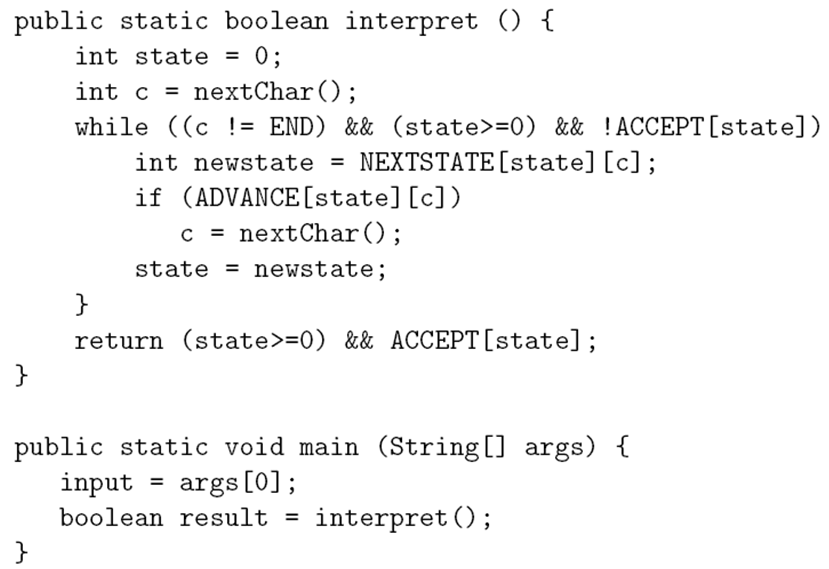 public static boolean interpret () {
int state = 0;
int c = nextChar();
while ((c != END) && (state>=0) && !ACCEPT[state])
int newstate = NEXTSTATE[state][c];
if (ADVANCE[state][c])
c = nextChar();
state = newstate;
}
return (state>=0) && ACCEPT[state];
}
public static void main (String[] args) {
input = args[0];
boolean result = interpret();
}